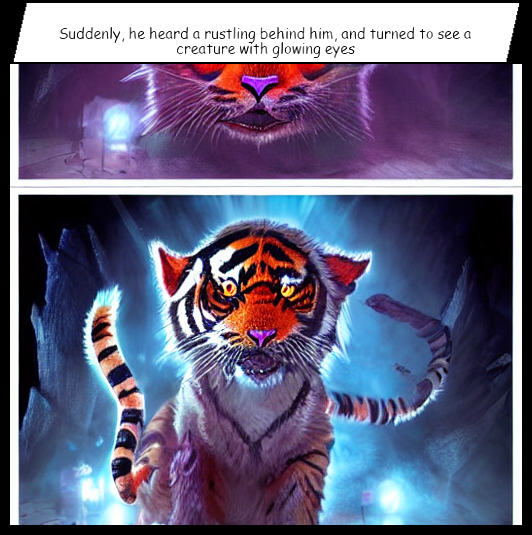 Suddenly, he heard a rustling behind him, and turned to see a
creature with glowing eyes